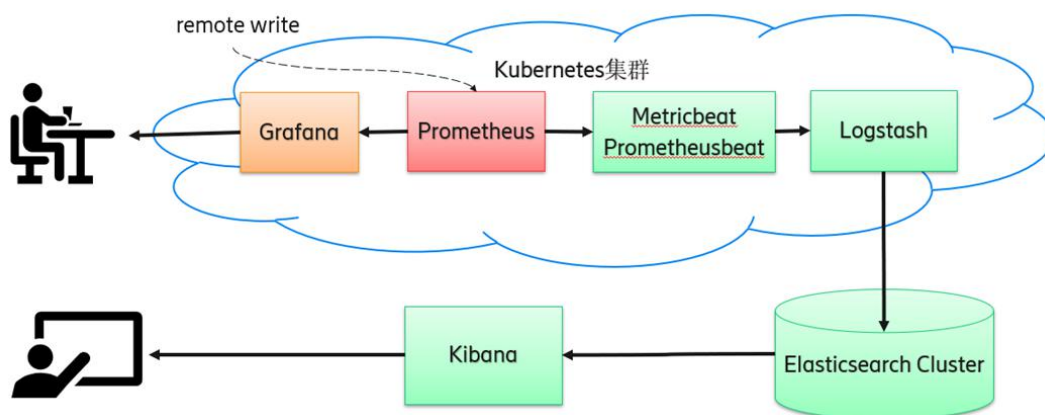 remote write
Kubernetes集群
Grafana
Prometheus
Metricbeat
Prometheusbeat
Logstash
Kibana
Elasticsearch Cluster